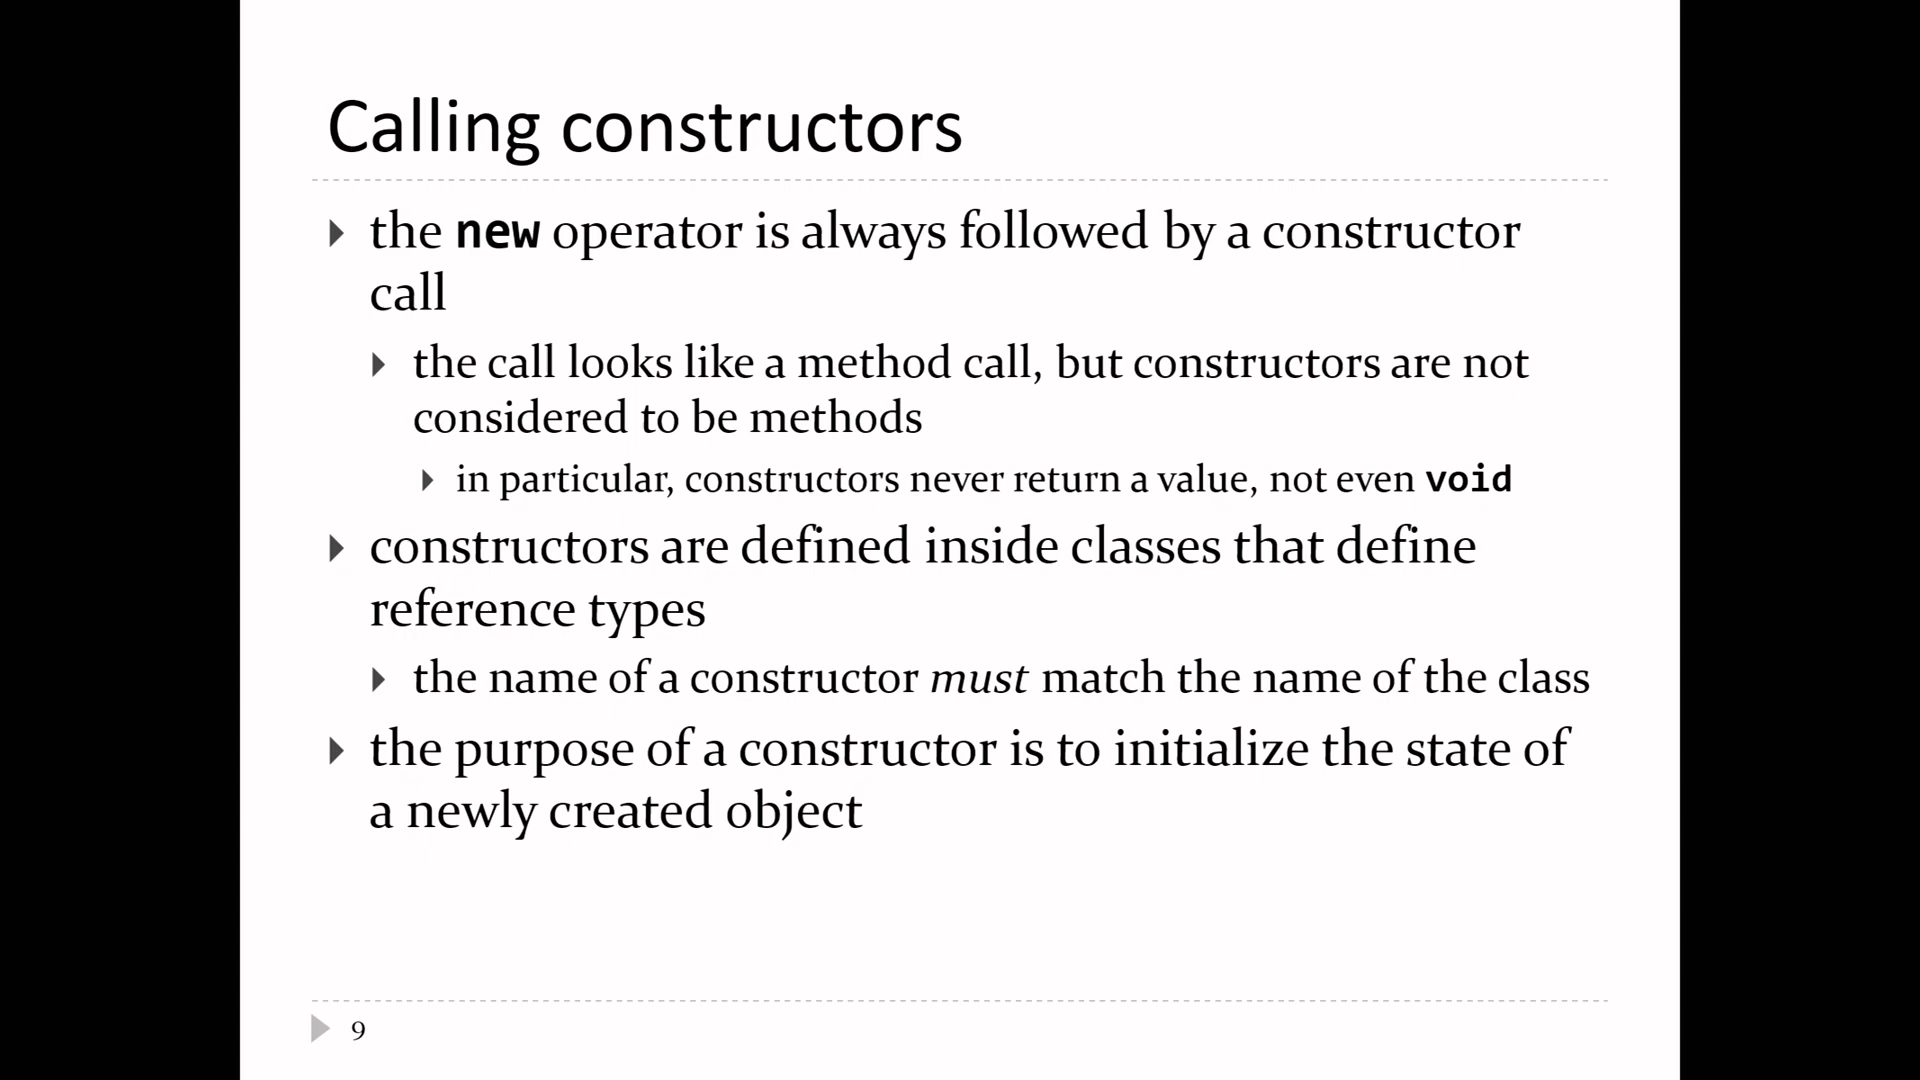 Calling constructors
the new operator is always followed by a constructor
call
the call looks like a method call, but constructors are not
considered to be methods
in particular, constructors never return a value, not even void
constructors are defined inside classes that define
reference types
the name of a constructor must match the name of the class
the purpose of a constructor is to initialize the state of
a newly created object
9